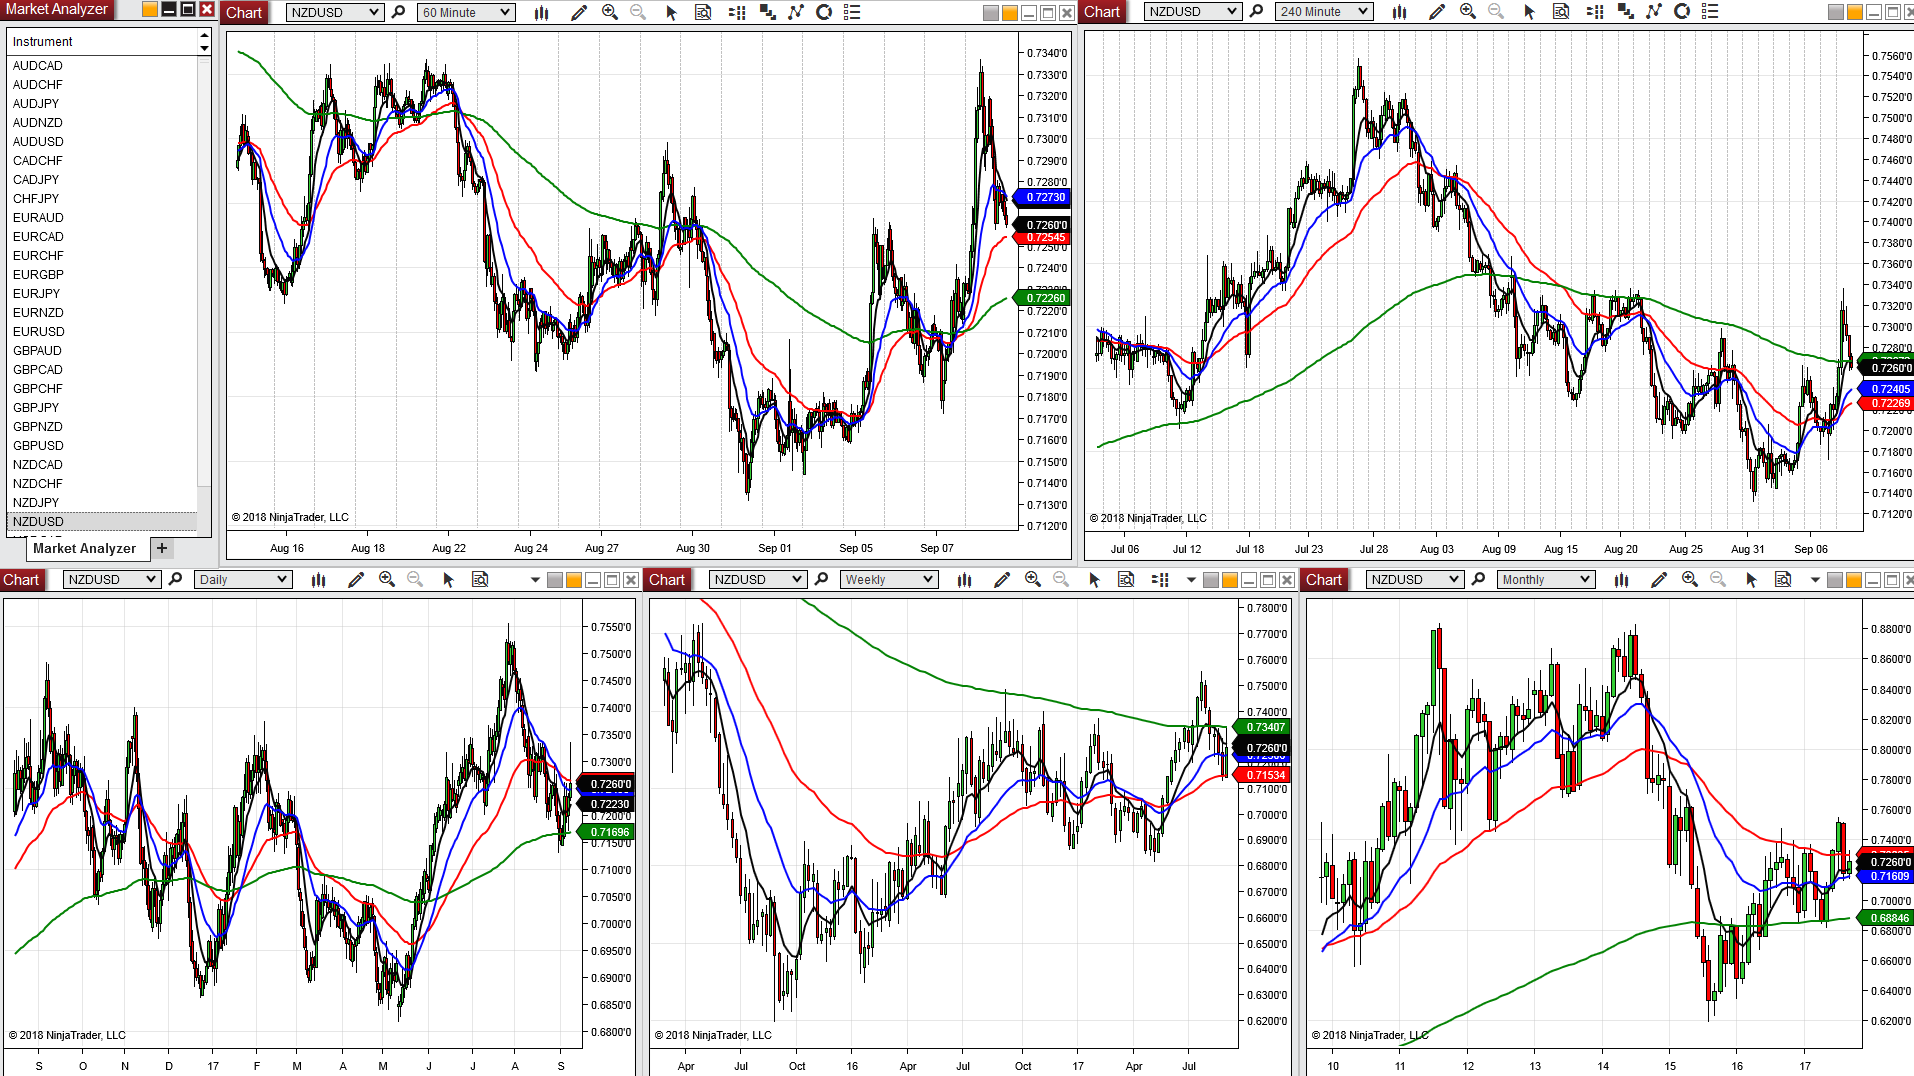 Market Analyzer
Instrument
AUDCAD
AUDCHF
AUDJPY
AUDNZD
AUDUSD
CADCHF
CADJPY
CHFJPY
EURAUD
EURCAD
EURCHF
EURGBP
EURJPY
EURNZD
EURUSD
GBPAUD
GBPCAD
GBPCHF
GBPJPY
GBPNZD
GBPUSD
NZDCAD
NZDCHF
NZDJPY
NZDUSD
Market Analyzer +
Chart NZDUSD 60 Minute
0.7340'0
0.7330'0
0.7320'0
0.7310'0
0.7300'0
0.7290'0
0.7280'0
0.72730
0.7260'0
0.72545
0.7250'0
0.7240'0
0.72260
0.7220'0
0.7210'0
0.7200'0
0.7190'0
0.7180'0
0.7170'0
0.7160'0
0.7150'0
0.7140'0
0.7130'0
0.7120'0
© 2018 NinjaTrader, LLC
Aug 16 Aug 18 Aug 22 Aug 24 Aug 27 Aug 30 Sep 01 Sep 05 Sep 07
Chart NZDUSD 240 Minute
0.7560'0
0.7540'0
0.7520'0
0.7500'0
0.7480'0
0.7460'0
0.7440'0
0.7420'0
0.7400'0
0.7380'0
0.7360'0
0.7340'0
0.7320'0
0.7300'0
0.7280'0
0.7260'0
0.72405
0.72269
0.7200'0
0.7180'0
0.7160'0
0.7140'0
0.7120'0
© 2018 NinjaTrader, LLC
Jul 06 Jul 12 Jul 18 Jul 23 Jul 28 Aug 03 Aug 09 Aug 15 Aug 20 Aug 25 Aug 31 Sep 06
Chart NZDUSD Daily
0.7550'0
0.7500'0
0.7450'0
0.7400'0
0.7350'0
0.7300'0
0.7260'0
0.72230
0.7200'0
0.71696
0.7150'0
0.7100'0
0.7050'0
0.7000'0
0.6950'0
0.6900'0
0.6850'0
0.6800'0
© 2018 NinjaTrader, LLC
S O N D 17 F M A M J J A S
Chart NZDUSD Weekly
0.7800'0
0.7700'0
0.7600'0
0.7500'0
0.7400'0
0.73407
0.7260'0
0.71534
0.7100'0
0.7000'0
0.6900'0
0.6800'0
0.6700'0
0.6600'0
0.6500'0
0.6400'0
0.6300'0
0.6200'0
© 2018 NinjaTrader, LLC
Apr Jul Oct 16 Apr Jul Oct 17 Apr Jul
Chart NZDUSD Monthly
0.8800'0
0.8600'0
0.8400'0
0.8200'0
0.8000'0
0.7800'0
0.7600'0
0.7400'0
0.7260'0
0.71609
0.7000'0
0.68846
0.6800'0
0.6600'0
0.6400'0
0.6200'0
© 2018 NinjaTrader, LLC
10 11 12 13 14 15 16 17